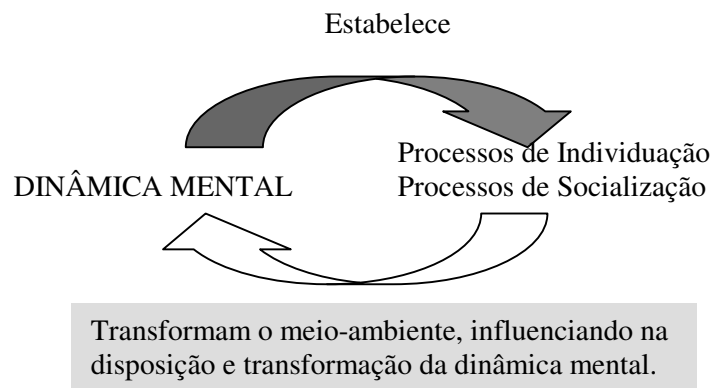 Estabelece
Processos de Individuação
DINÂMICA MENTAL
Processos de Socialização
Transformam o meio-ambiente, influenciando na
disposição e transformação da dinâmica mental.